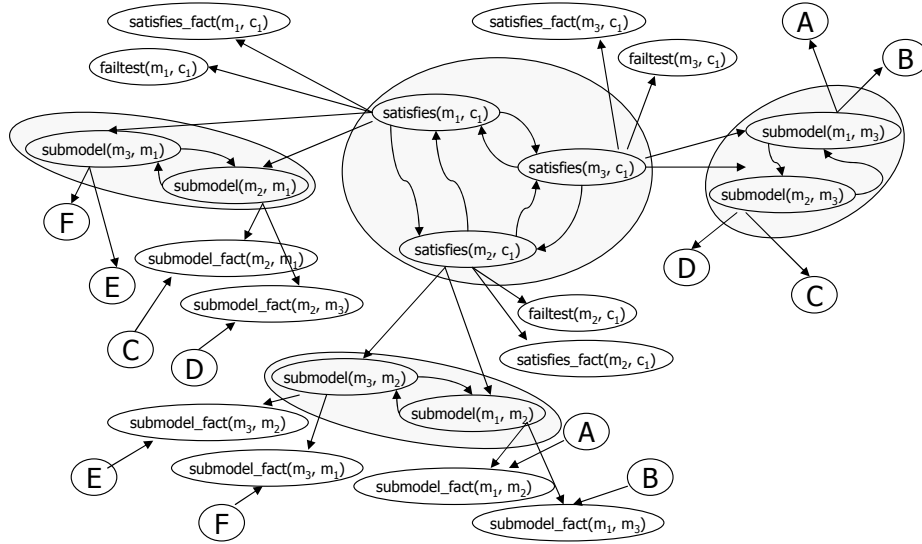 satisfies_fact(m₁, c₁)
satisfies_fact(m₃, c₁)
A
failtest(m₁, c₁)
failtest(m₃, c₁)
B
satisfies(m₁, c₁)
submodel(m₁, m₃)
submodel(m₃, m₁)
satisfies(m₃, c₁)
submodel(m₂, m₁)
submodel(m₂, m₃)
F
satisfies(m₂, c₁)
submodel_fact(m₂, m₁)
D
E
C
submodel_fact(m₂, m₃)
failtest(m₂, c₁)
C
D
satisfies_fact(m₂, c₁)
submodel(m₃, m₂)
submodel(m₁, m₂)
submodel_fact(m₃, m₂)
A
E
submodel_fact(m₃, m₁)
B
submodel_fact(m₁, m₂)
F
submodel_fact(m₁, m₃)